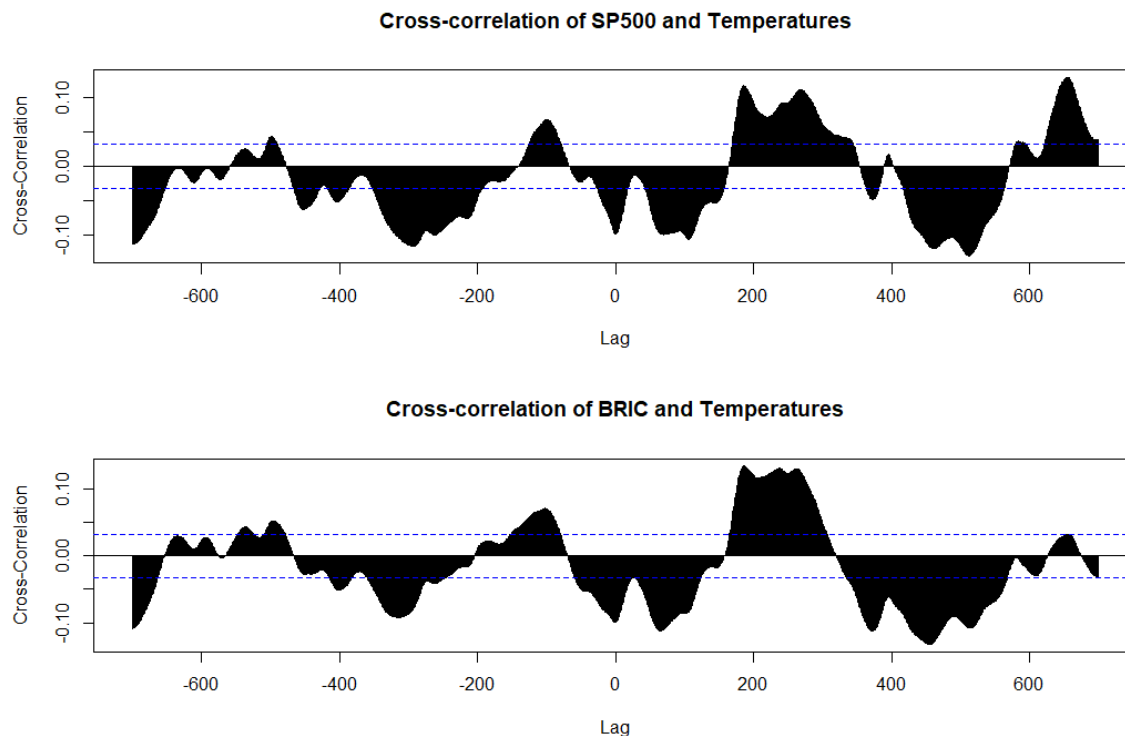 Cross-correlation of SP500 and Temperatures
Cross-Correlation
0.10
0.00
-0.10
-600 -400 -200 0 200 400 600
Lag
Cross-correlation of BRIC and Temperatures
Cross-Correlation
0.10
0.00
-0.10
-600 -400 -200 0 200 400 600
Lag